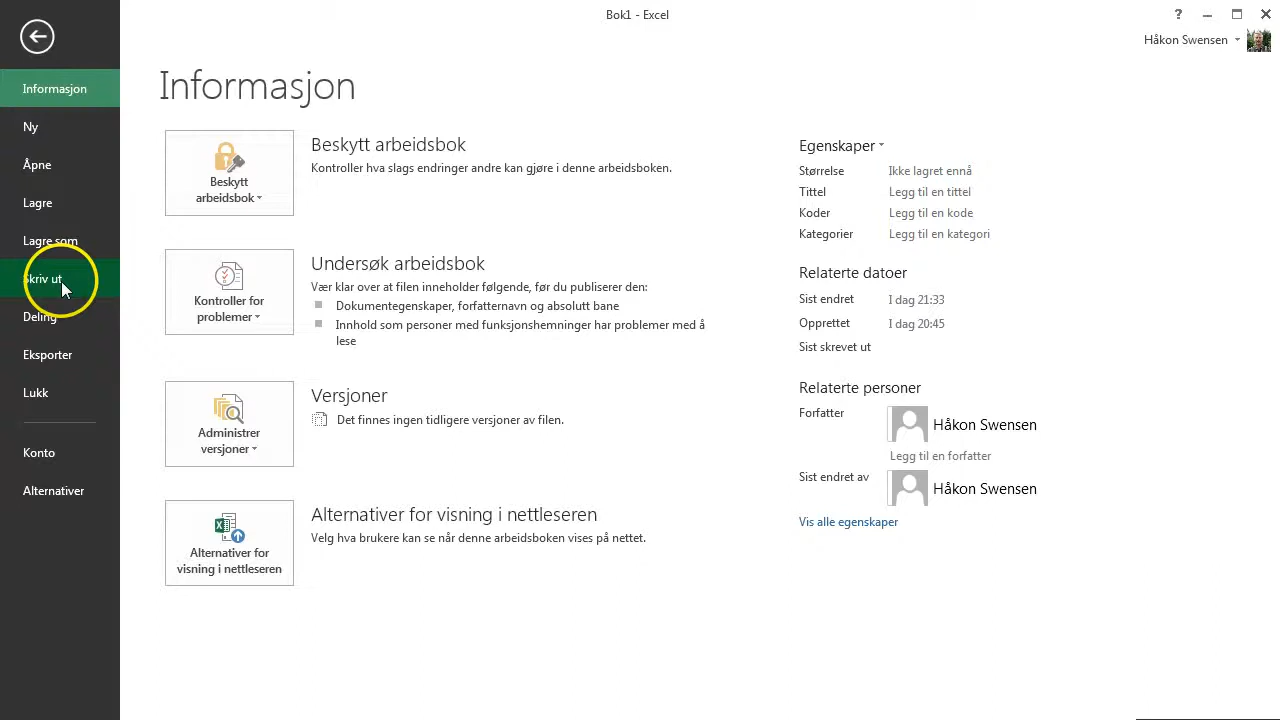 Bok1 - Excel
?
Håkon Swensen
Informasjon
Ny
Åpne
Lagre
Lagre som
Skriv ut
Deling
Eksporter
Lukk
Konto
Alternativer
Informasjon
Beskytt arbeidsbok
Beskytt arbeidsbok
Kontroller hva slags endringer andre kan gjøre i denne arbeidsboken.
Kontroller for problemer
Undersøk arbeidsbok
Vær klar over at filen inneholder følgende, før du publiserer den:
Dokumentegenskaper, forfatternavn og absolutt bane
Innhold som personer med funksjonshemninger har problemer med å
lese
Administrer versjoner
Versjoner
Det finnes ingen tidligere versjoner av filen.
Alternativer for visning i nettleseren
Alternativer for visning i nettleseren
Velg hva brukere kan se når denne arbeidsboken vises på nettet.
Egenskaper
Størrelse Ikke lagret ennå
Tittel Legg til en tittel
Koder Legg til en kode
Kategorier Legg til en kategori
Relaterte datoer
Sist endret I dag 21:33
Opprettet I dag 20:45
Sist skrevet ut
Relaterte personer
Forfatter Håkon Swensen
Legg til en forfatter
Sist endret av Håkon Swensen
Vis alle egenskaper